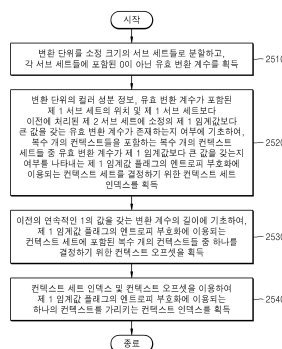 시작
변환 단위를 소정 크기의 서브 세트들로 분할하고,
각 서브 세트들에 포함된 0이 아닌 유효 변환 계수를 획득
2510
변환 단위의 컬러 성분 정보, 유효 변환 계수가 포함된
제 1 서브 세트의 위치 및 제 1 서브 세트보다
이전에 처리된 제 2 서브 세트에 소정의 제 1 임계값보다
큰 값을 갖는 유효 변환 계수가 존재하는지 여부에 기초하여,
복수 개의 컨텍스트들을 포함하는 복수 개의 컨텍스트
세트들 중 유효 변환 계수가 제 1 임계값보다 큰 값을 갖는지
여부를 나타내는 제 1 임계값 플래그의 엔트로피 부호화에
이용되는 컨텍스트 세트를 결정하기 위한 컨텍스트 세트
인덱스를 획득
2520
이전의 연속적인 1의 값을 갖는 변환 계수의 길이에 기초하여,
제 1 임계값 플래그의 엔트로피 부호화에 이용되는
컨텍스트 세트에 포함된 복수 개의 컨텍스트들 중 하나를
결정하기 위한 컨텍스트 오프셋을 획득
2530
컨텍스트 세트 인덱스 및 컨텍스트 오프셋을 이용하여
제 1 임계값 플래그의 엔트로피 부호화에 이용되는
하나의 컨텍스트를 가리키는 컨텍스트 인덱스를 획득
2540
종료